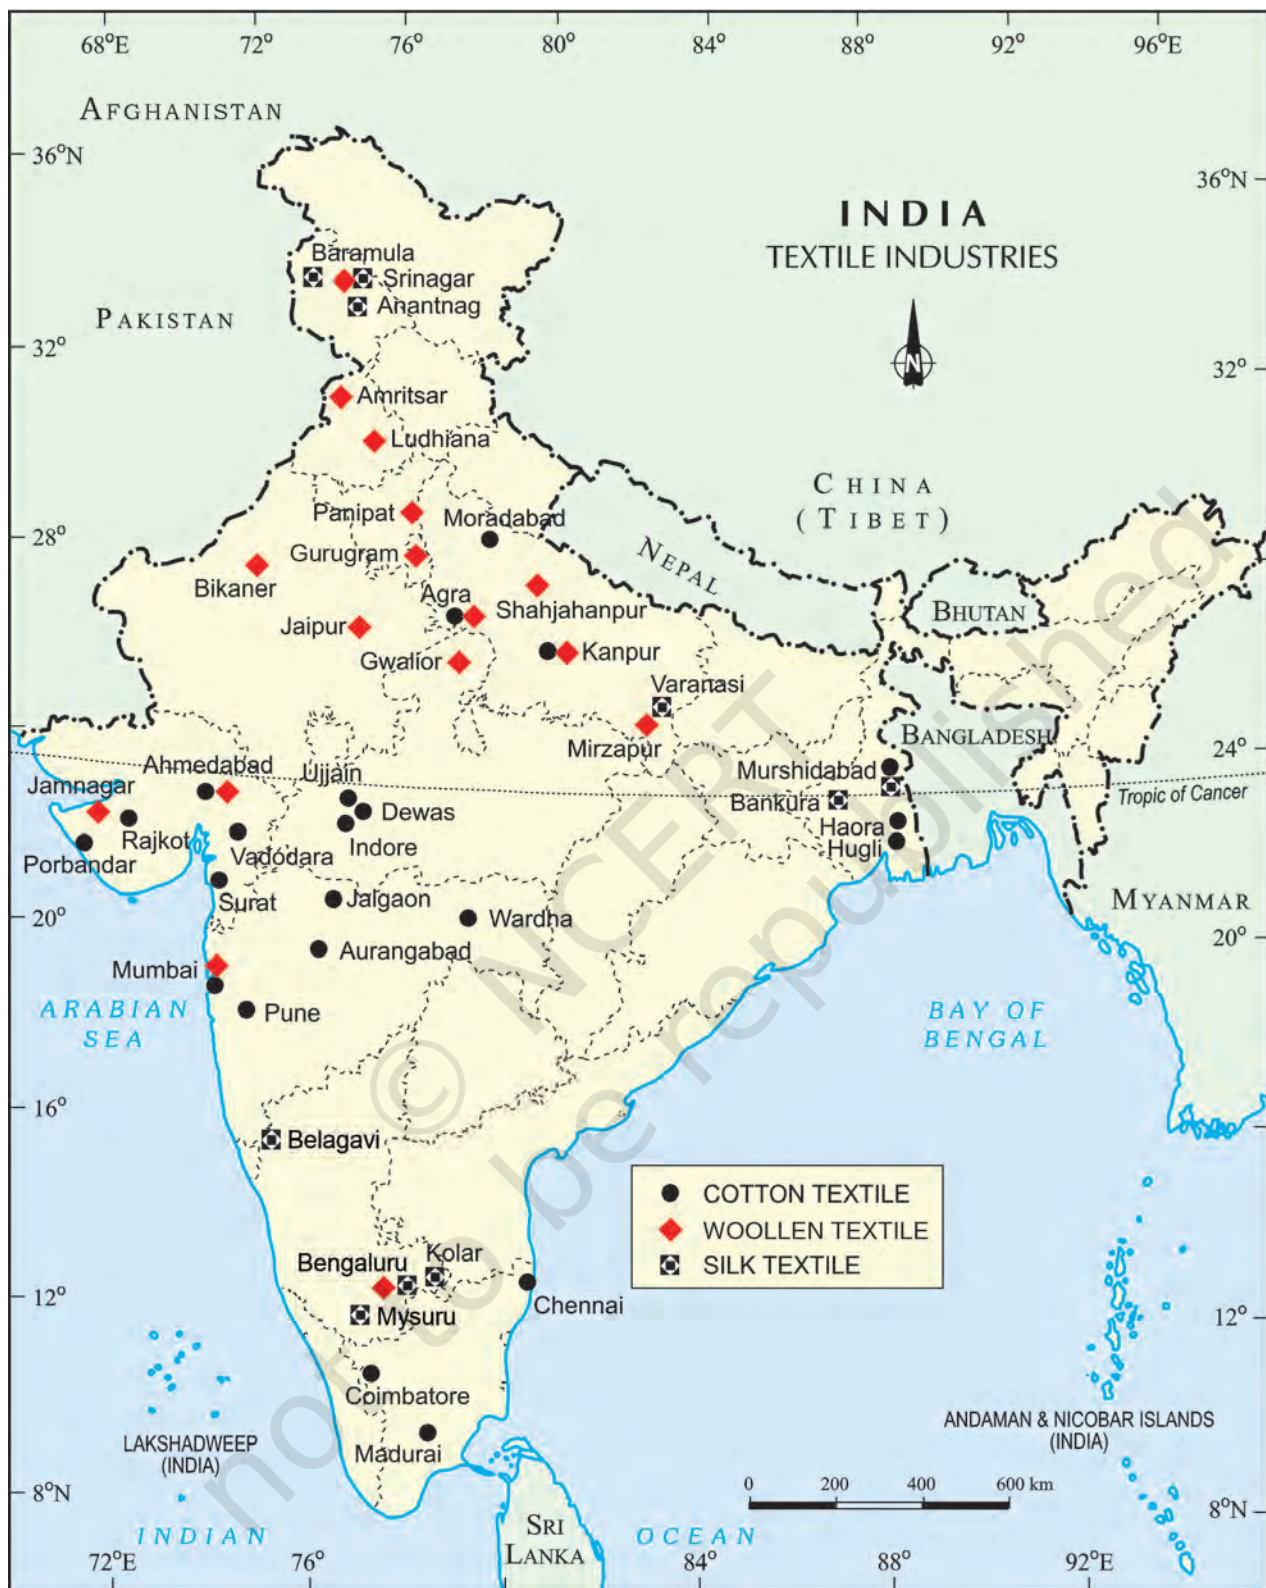 68°E 72° 76° 80° 84° 88° 92° 96°E
AFGHANISTAN
36°N
36°N
INDIA
TEXTILE INDUSTRIES
Baramula
Srinagar
Anantnag
PAKISTAN
N
32°
32°
Amritsar
Ludhiana
CHINA
(TIBET)
Panipat
Moradabad
28°
Gurugram
NEPAL
Bikaner
Agra
Shahjahanpur
BHUTAN
Jaipur
Gwalior
Kanpur
Varanasi
Mirzapur
BANGLADESH
24°
Ahmedabad
Ujjain
Murshidabad
Jamnagar
Bankura
Tropic of Cancer
Dewas
Rajkot
Haora
Porbandar
Vadodara
Indore
Hugli
Surat
Jalgaon
MYANMAR
20°
Wardha
20°
Aurangabad
Mumbai
ARABIAN
SEA
Pune
BAY OF
BENGAL
16°
16°
Belagavi
COTTON TEXTILE
WOOLLEN TEXTILE
SILK TEXTILE
Bengaluru
Kolar
12°
Chennai
Mysuru
12°
Coimbatore
LAKSHADWEEP
(INDIA)
Madurai
ANDAMAN & NICOBAR ISLANDS
(INDIA)
0 200 400 600 km
8°N
8°N
INDIAN OCEAN
SRI
LANKA
72°E 76° 84° 88° 92°E
© NCERT
not to be republished